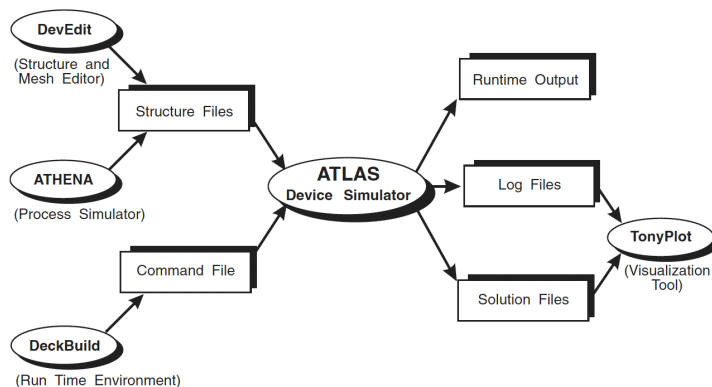 DevEdit
(Structure and
Mesh Editor)
Structure Files
ATHENA
(Process Simulator)
Command File
DeckBuild
(Run Time Environment)
ATLAS
Device Simulator
Runtime Output
Log Files
Solution Files
TonyPlot
(Visualization
Tool)